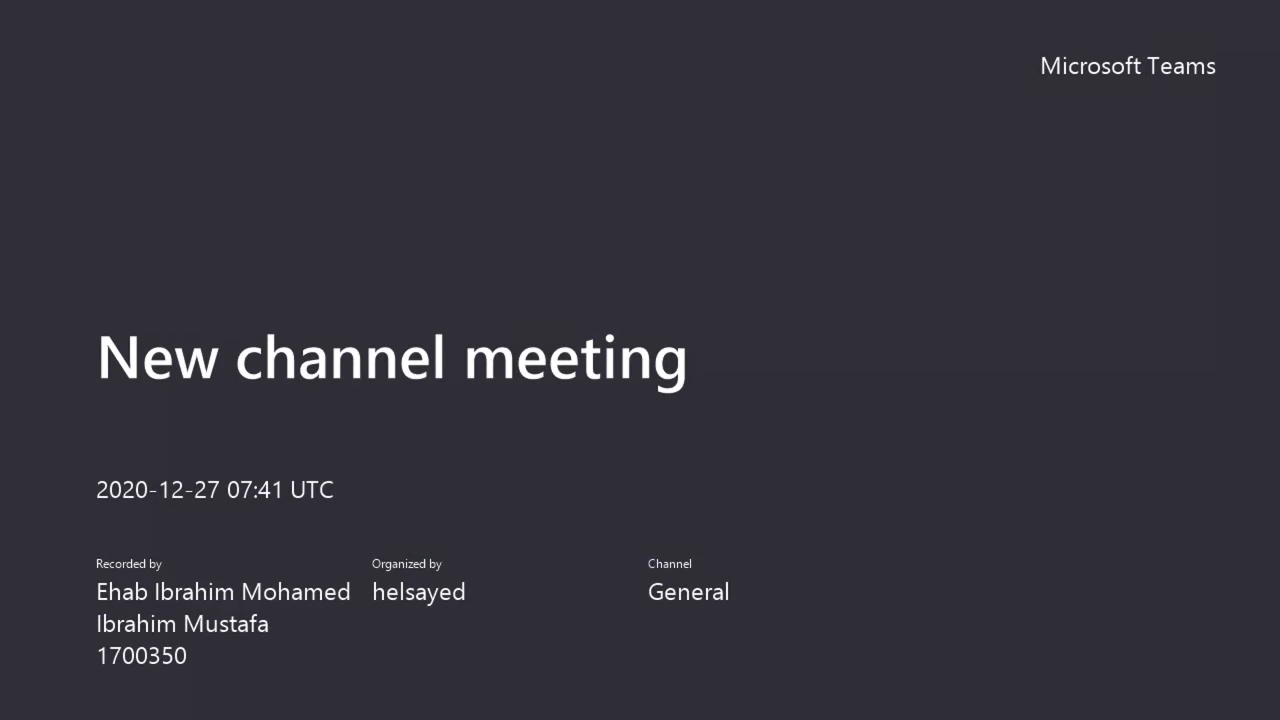 Microsoft Teams
New channel meeting
2020-12-27 07:41 UTC
Recorded by
Ehab Ibrahim Mohamed
Ibrahim Mustafa
1700350
Organized by
helsayed
Channel
General